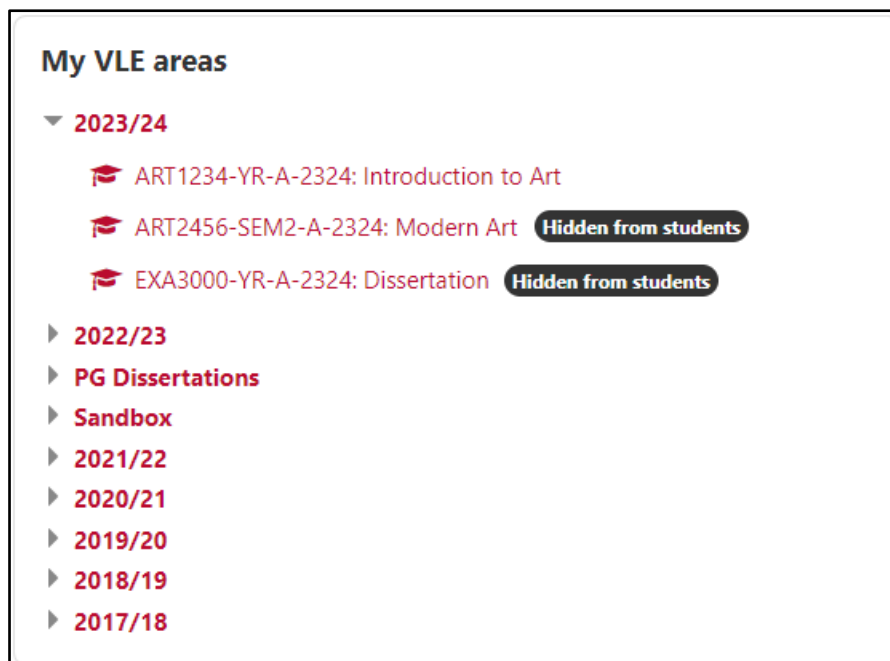 My VLE areas
2023/24
ART1234-YR-A-2324: Introduction to Art
ART2456-SEM2-A-2324: Modern Art Hidden from students
EXA3000-YR-A-2324: Dissertation Hidden from students
2022/23
PG Dissertations
Sandbox
2021/22
2020/21
2019/20
2018/19
2017/18